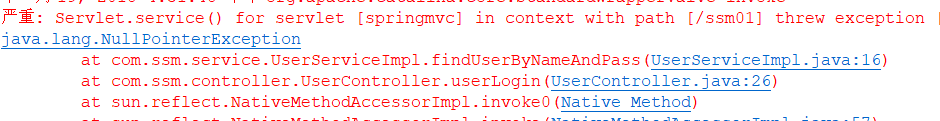 严重: Servlet.service() for servlet [springmvc] in context with path [/ssm01] threw exception [
java.lang.NullPointerException
at com.ssm.service.UserServiceImpl.findUserByNameAndPass(UserServiceImpl.java:16)
at com.ssm.controller.UserController.userLogin(UserController.java:26)
at sun.reflect.NativeMethodAccessorImpl.invoke0(Native Method)